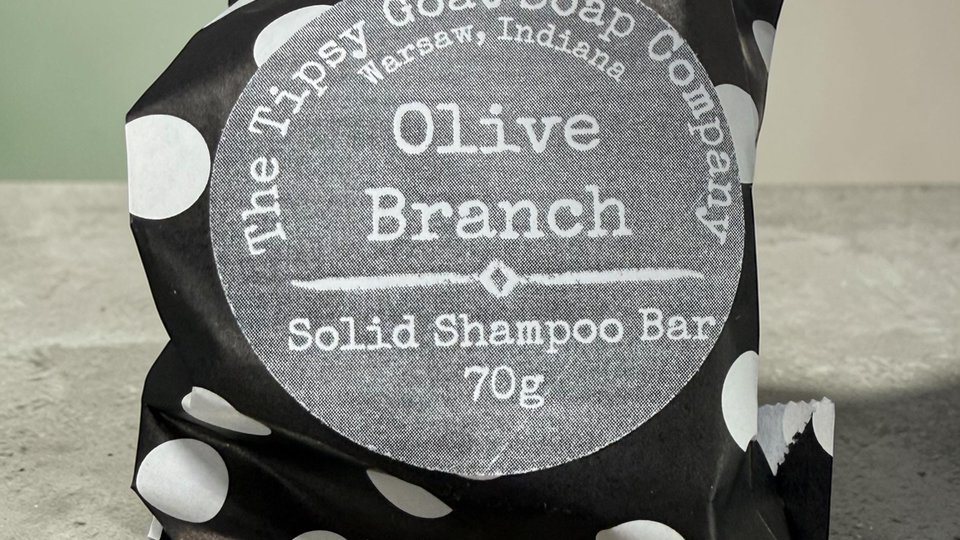 The Tipsy Goat Soap Company
Warsaw, Indiana
Olive
Branch
Solid Shampoo Bar
70g